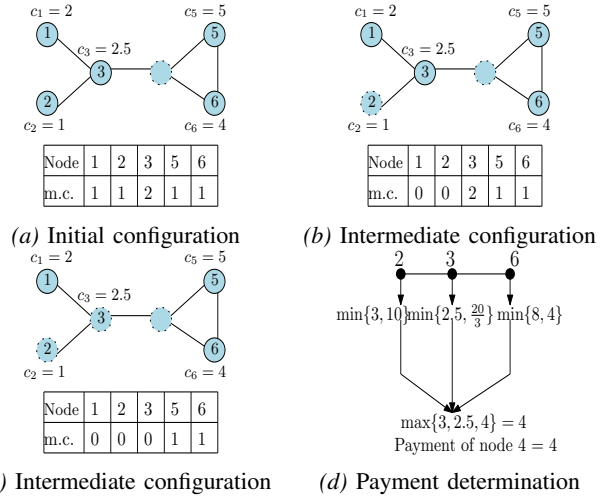 c₁ = 2
c₅ = 5
1
5
c₃ = 2.5
3
2
6
c₂ = 1
c₆ = 4
Node 1 2 3 5 6
m.c. 1 1 2 1 1
(a) Initial configuration
c₁ = 2
c₅ = 5
1
5
c₃ = 2.5
3
2
6
c₂ = 1
c₆ = 4
Node 1 2 3 5 6
m.c. 0 0 2 1 1
(b) Intermediate configuration
c₁ = 2
c₅ = 5
1
5
c₃ = 2.5
3
2
6
c₂ = 1
c₆ = 4
Node 1 2 3 5 6
m.c. 0 0 0 1 1
) Intermediate configuration
2 3 6
min{3, 10} min{2.5, 20/3} min{8, 4}
max{3, 2.5, 4} = 4
Payment of node 4 = 4
(d) Payment determination